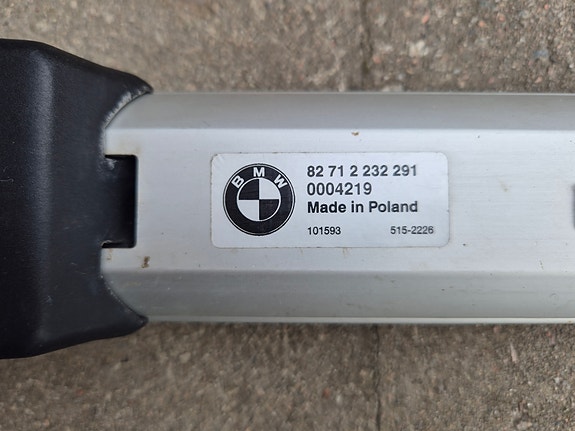 BMW
82 71 2 232 291
0004219
Made in Poland
101593 515-2226